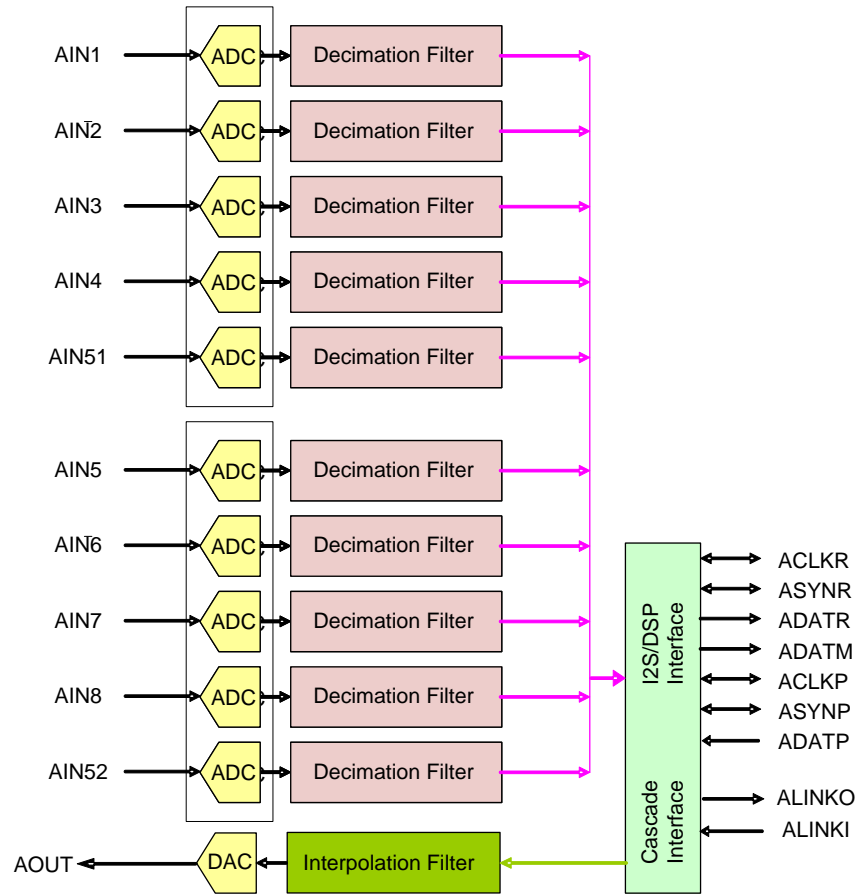 AIN1 ADC Decimation Filter
AIN2 ADC Decimation Filter
AIN3 ADC Decimation Filter
AIN4 ADC Decimation Filter
AIN51 ADC Decimation Filter
AIN5 ADC Decimation Filter
AIN6 ADC Decimation Filter
AIN7 ADC Decimation Filter
AIN8 ADC Decimation Filter
AIN52 ADC Decimation Filter
AOUT DAC Interpolation Filter
I2S/DSP
Interface
Cascade
Interface
ACLKR
ASYNR
ADATR
ADATM
ACLKP
ASYNP
ADATP
ALINKO
ALINKI